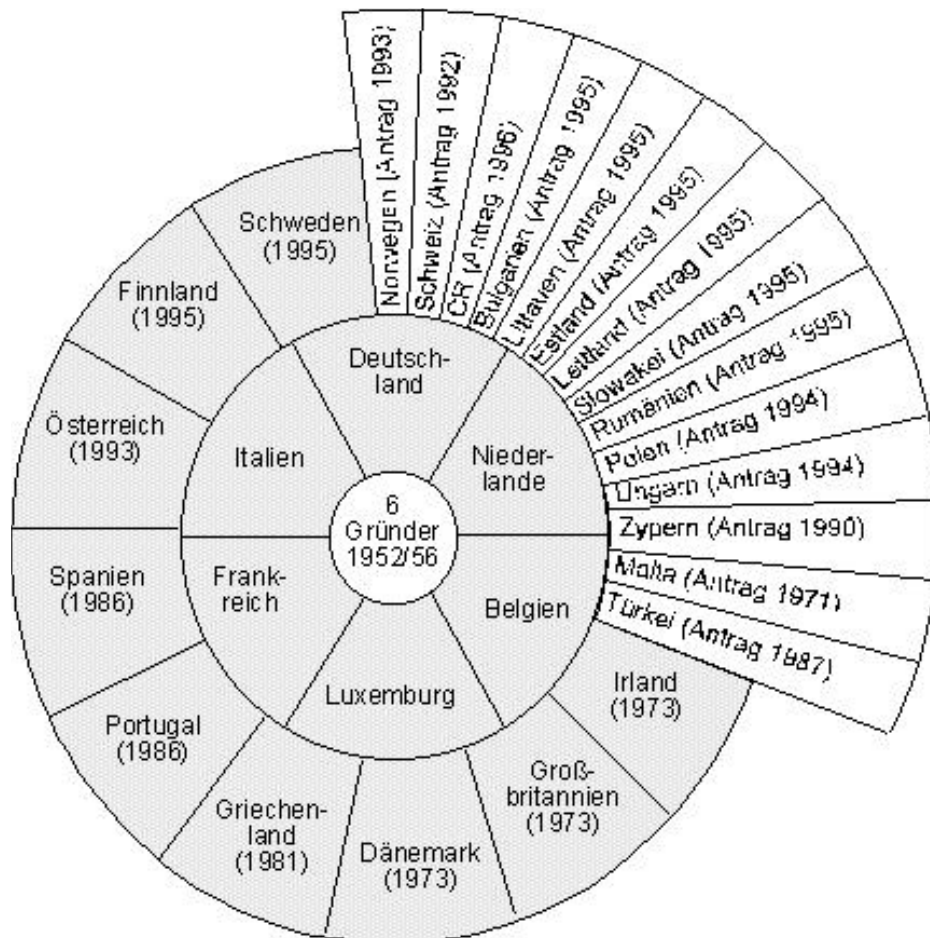 6
Gründer
1952/56
Deutsch-
land
Nieder-
lande
Belgien
Luxemburg
Frank-
reich
Italien
Norwegen (Antrag 1993)
Schweiz (Antrag 1992)
CR (Antrag 1996)
Bulgarien (Antrag 1995)
Littauen (Antrag 1995)
Estland (Antrag 1995)
Lettland (Antrag 1995)
Slowakei (Antrag 1995)
Rumänien (Antrag 1995)
Polen (Antrag 1994)
Ungarn (Antrag 1994)
Zypern (Antrag 1990)
Malta (Antrag 1971)
Türkei (Antrag 1987)
Irland
(1973)
Groß-
britannien
(1973)
Dänemark
(1973)
Griechen-
land
(1981)
Portugal
(1986)
Spanien
(1986)
Österreich
(1993)
Finnland
(1995)
Schweden
(1995)